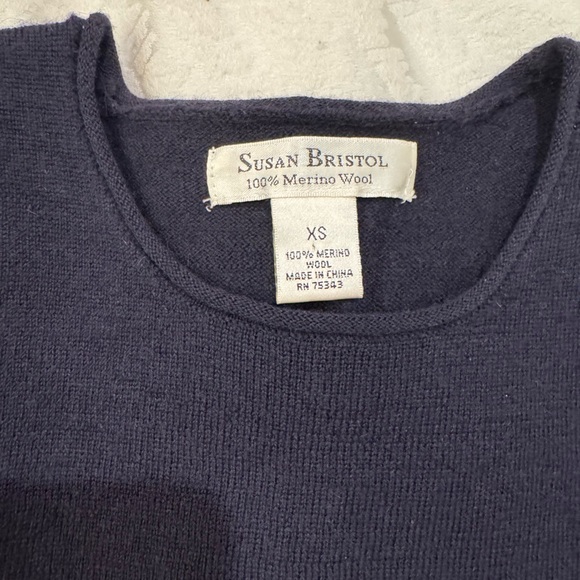 SUSAN BRISTOL
100% Merino Wool
XS
100% MERINO
WOOL
MADE IN CHINA
RN 75343